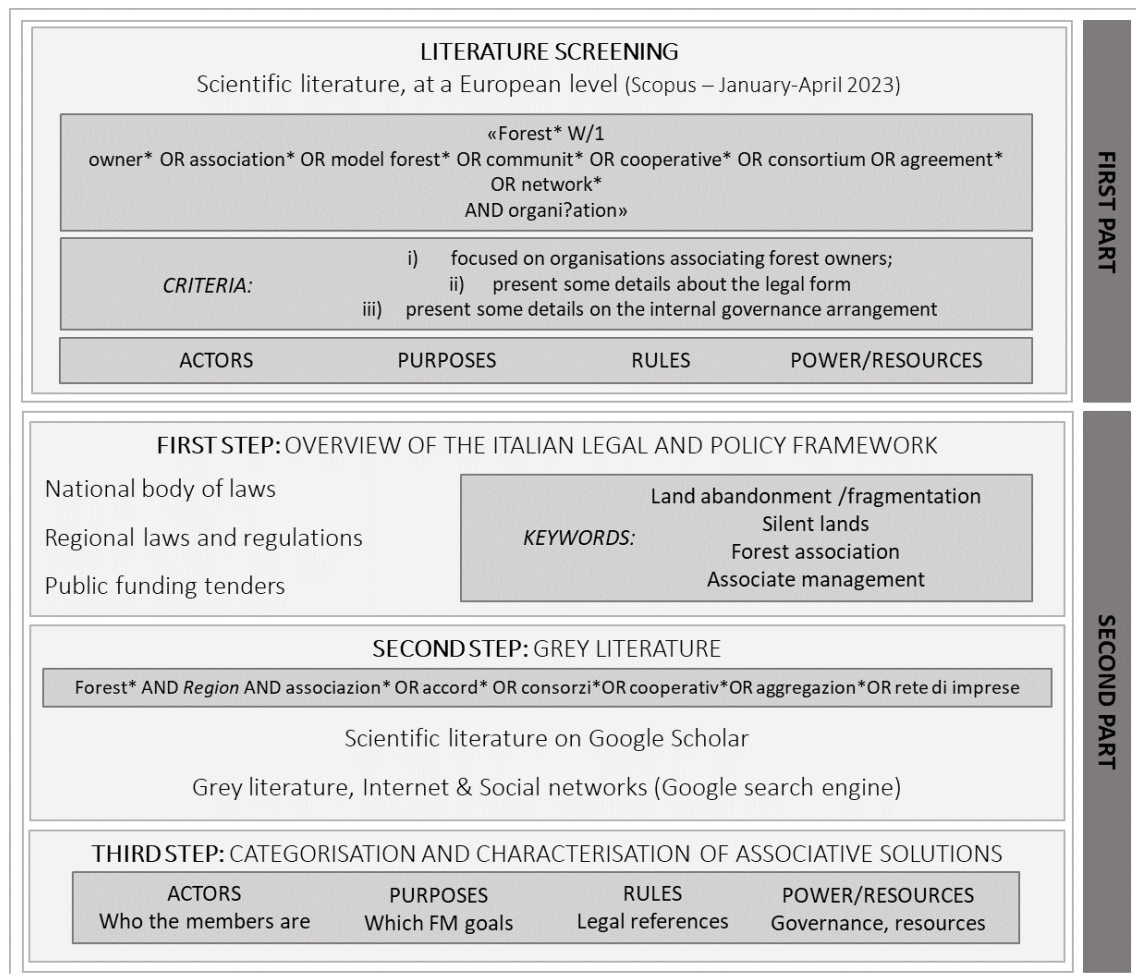 LITERATURE SCREENING
Scientific literature, at a European level (Scopus – January-April 2023)
«Forest* W/1
owner* OR association* OR model forest* OR communit* OR cooperative* OR consortium OR agreement*
OR network*
AND organi?ation»
CRITERIA:
i) focused on organisations associating forest owners;
ii) present some details about the legal form
iii) present some details on the internal governance arrangement
ACTORS PURPOSES RULES POWER/RESOURCES
FIRST PART
FIRST STEP: OVERVIEW OF THE ITALIAN LEGAL AND POLICY FRAMEWORK
National body of laws
Regional laws and regulations
Public funding tenders
KEYWORDS:
Land abandonment /fragmentation
Silent lands
Forest association
Associate management
SECOND STEP: GREY LITERATURE
Forest* AND Region AND associazion* OR accord* OR consorzi*OR cooperativ*OR aggregazion*OR rete di imprese
Scientific literature on Google Scholar
Grey literature, Internet & Social networks (Google search engine)
THIRD STEP: CATEGORISATION AND CHARACTERISATION OF ASSOCIATIVE SOLUTIONS
ACTORS PURPOSES RULES POWER/RESOURCES
Who the members are Which FM goals Legal references Governance, resources
SECOND PART